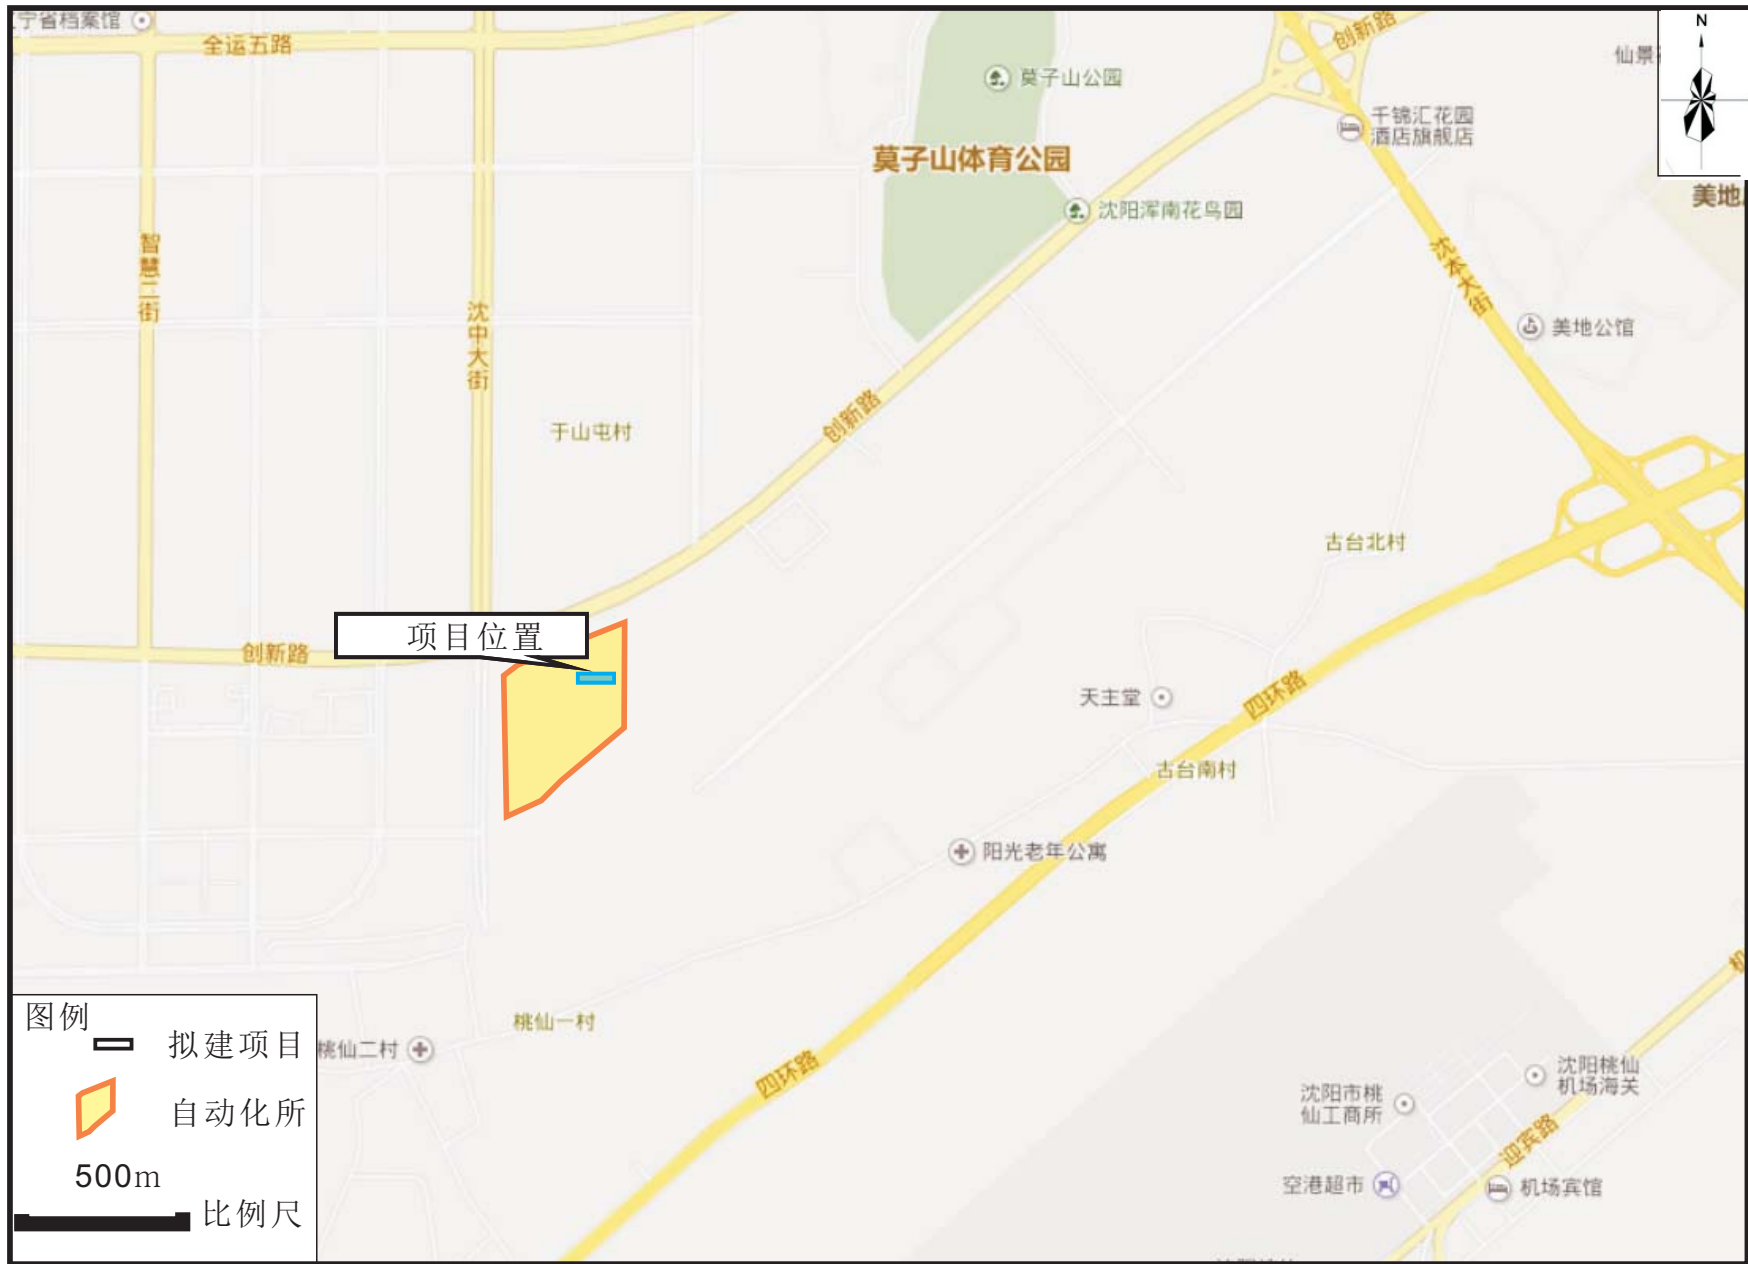 宁省档案馆
全运五路
创新路
仙景
N
莫子山公园
千锦汇花园
酒店旗舰店
莫子山体育公园
美地
沈阳浑南花鸟园
智慧二街
沈本大街
沈中大街
美地公馆
创新路
于山屯村
古台北村
项目位置
创新路
天主堂
四环路
古台南村
阳光老年公寓
图例
拟建项目
自动化所
500m
比例尺
桃仙一村
桃仙二村
四环路
沈阳桃仙
机场海关
沈阳市桃
仙工商所
迎宾路
空港超市
机场宾馆